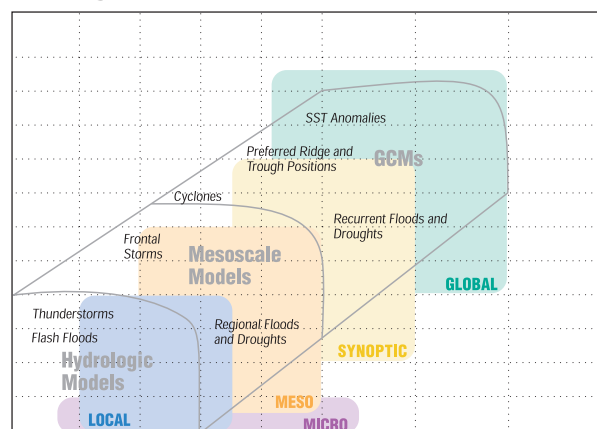 SST Anomalies
Preferred Ridge and
Trough Positions
GCMs
Cyclones
Recurrent Floods and
Droughts
Frontal
Storms
Mesoscale
Models
GLOBAL
Thunderstorms
Flash Floods
Regional Floods
and Droughts
SYNOPTIC
Hydrologic
Models
MESO
LOCAL
MICRO